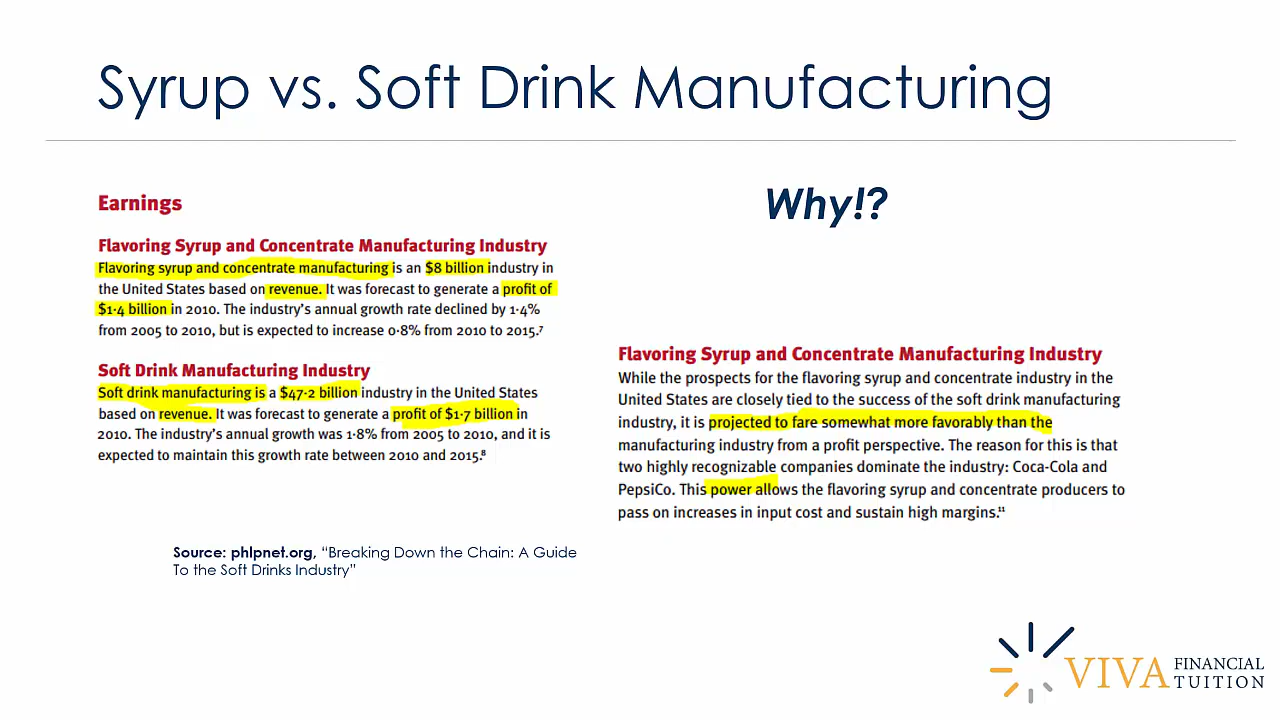 Syrup vs. Soft Drink Manufacturing
Earnings
Flavoring Syrup and Concentrate Manufacturing Industry
Flavoring syrup and concentrate manufacturing is an $8 billion industry in
the United States based on revenue. It was forecast to generate a profit of
$1·4 billion in 2010. The industry's annual growth rate declined by 1·4%
from 2005 to 2010, but is expected to increase 0·8% from 2010 to 2015.⁷
Soft Drink Manufacturing Industry
Soft drink manufacturing is a $47·2 billion industry in the United States
based on revenue. It was forecast to generate a profit of $1·7 billion in
2010. The industry's annual growth was 1·8% from 2005 to 2010, and it is
expected to maintain this growth rate between 2010 and 2015.⁸
Source: phlpnet.org, “Breaking Down the Chain: A Guide
To the Soft Drinks Industry”
Why!?
Flavoring Syrup and Concentrate Manufacturing Industry
While the prospects for the flavoring syrup and concentrate industry in the
United States are closely tied to the success of the soft drink manufacturing
industry, it is projected to fare somewhat more favorably than the
manufacturing industry from a profit perspective. The reason for this is that
two highly recognizable companies dominate the industry: Coca-Cola and
PepsiCo. This power allows the flavoring syrup and concentrate producers to
pass on increases in input cost and sustain high margins.¹¹
VIVA FINANCIAL
TUITION